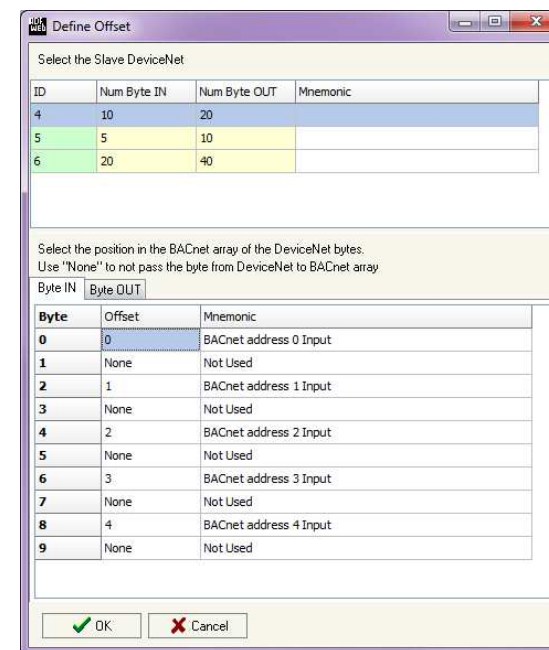 Define Offset
Select the Slave DeviceNet
ID Num Byte IN Num Byte OUT Mnemonic
4 10 20
5 5 10
6 20 40
Select the position in the BACnet array of the DeviceNet bytes.
Use "None" to not pass the byte from DeviceNet to BACnet array
Byte IN Byte OUT
Byte Offset Mnemonic
0 0 BACnet address 0 Input
1 None Not Used
2 1 BACnet address 1 Input
3 None Not Used
4 2 BACnet address 2 Input
5 None Not Used
6 3 BACnet address 3 Input
7 None Not Used
8 4 BACnet address 4 Input
9 None Not Used
OK Cancel